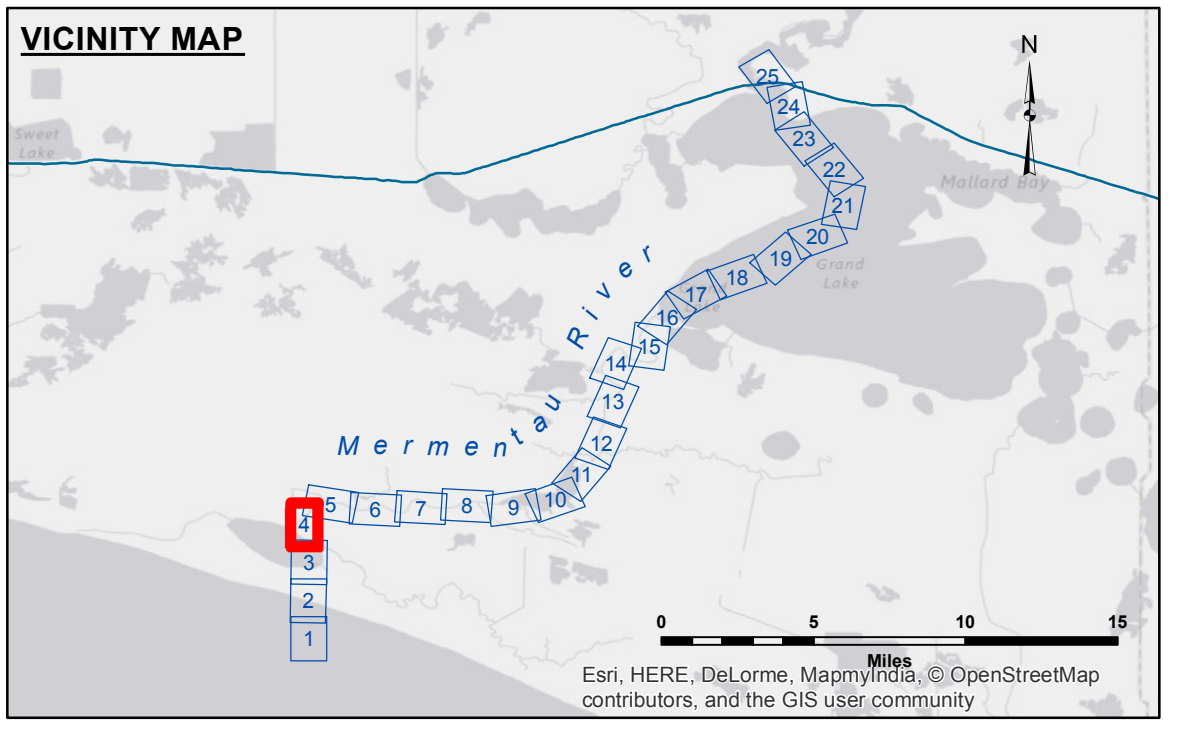 VICINITY MAP
N
Sweet
Lake
25
24
23
22
Mallard Bay
21
20
19
Grand
Lake
18
17
16
Lake
15
14
13
12
11
10
9
8
7
6
5
4
3
2
1
Mermentau River
0 5 10 15
Miles
Esri, HERE, DeLorme, MapmyIndia, © OpenStreetMap
contributors, and the GIS user community